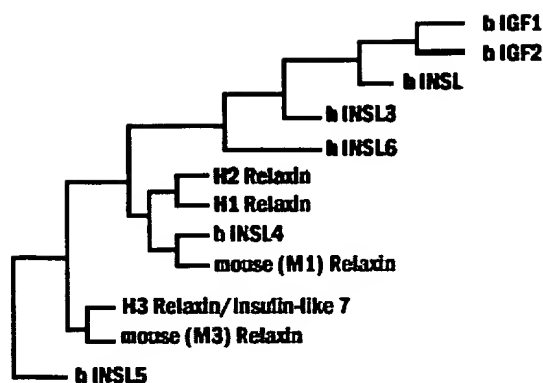 h IGF1
h IGF2
h INSL
h INSL3
h INSL6
H2 Relaxin
H1 Relaxin
h INSL4
mouse (M1) Relaxin
H3 Relaxin/Insulin-like 7
mouse (M3) Relaxin
h INSL5